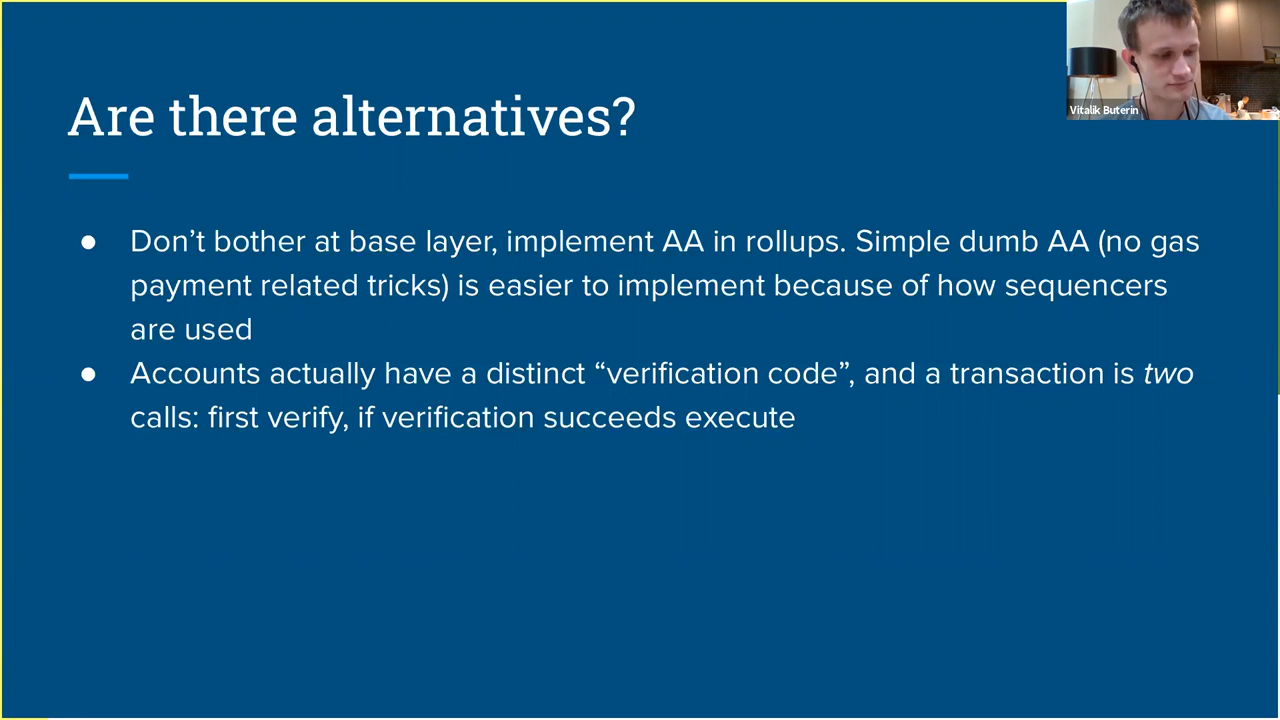 Vitalik Buterin
Are there alternatives?
● Don’t bother at base layer, implement AA in rollups. Simple dumb AA (no gas
payment related tricks) is easier to implement because of how sequencers
are used
● Accounts actually have a distinct “verification code”, and a transaction is two
calls: first verify, if verification succeeds execute